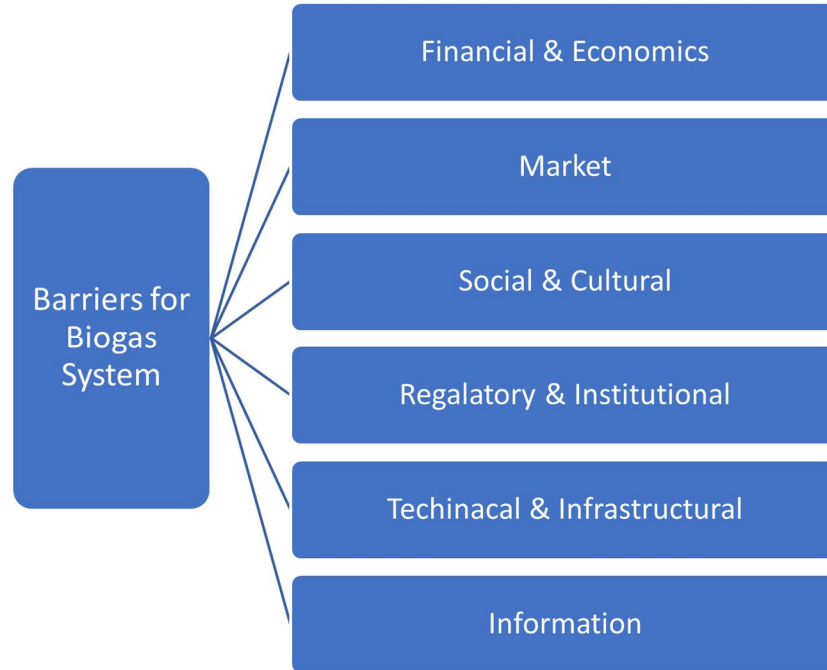 Barriers for
Biogas
System
Financial & Economics
Market
Social & Cultural
Regalatory & Institutional
Techinacal & Infrastructural
Information